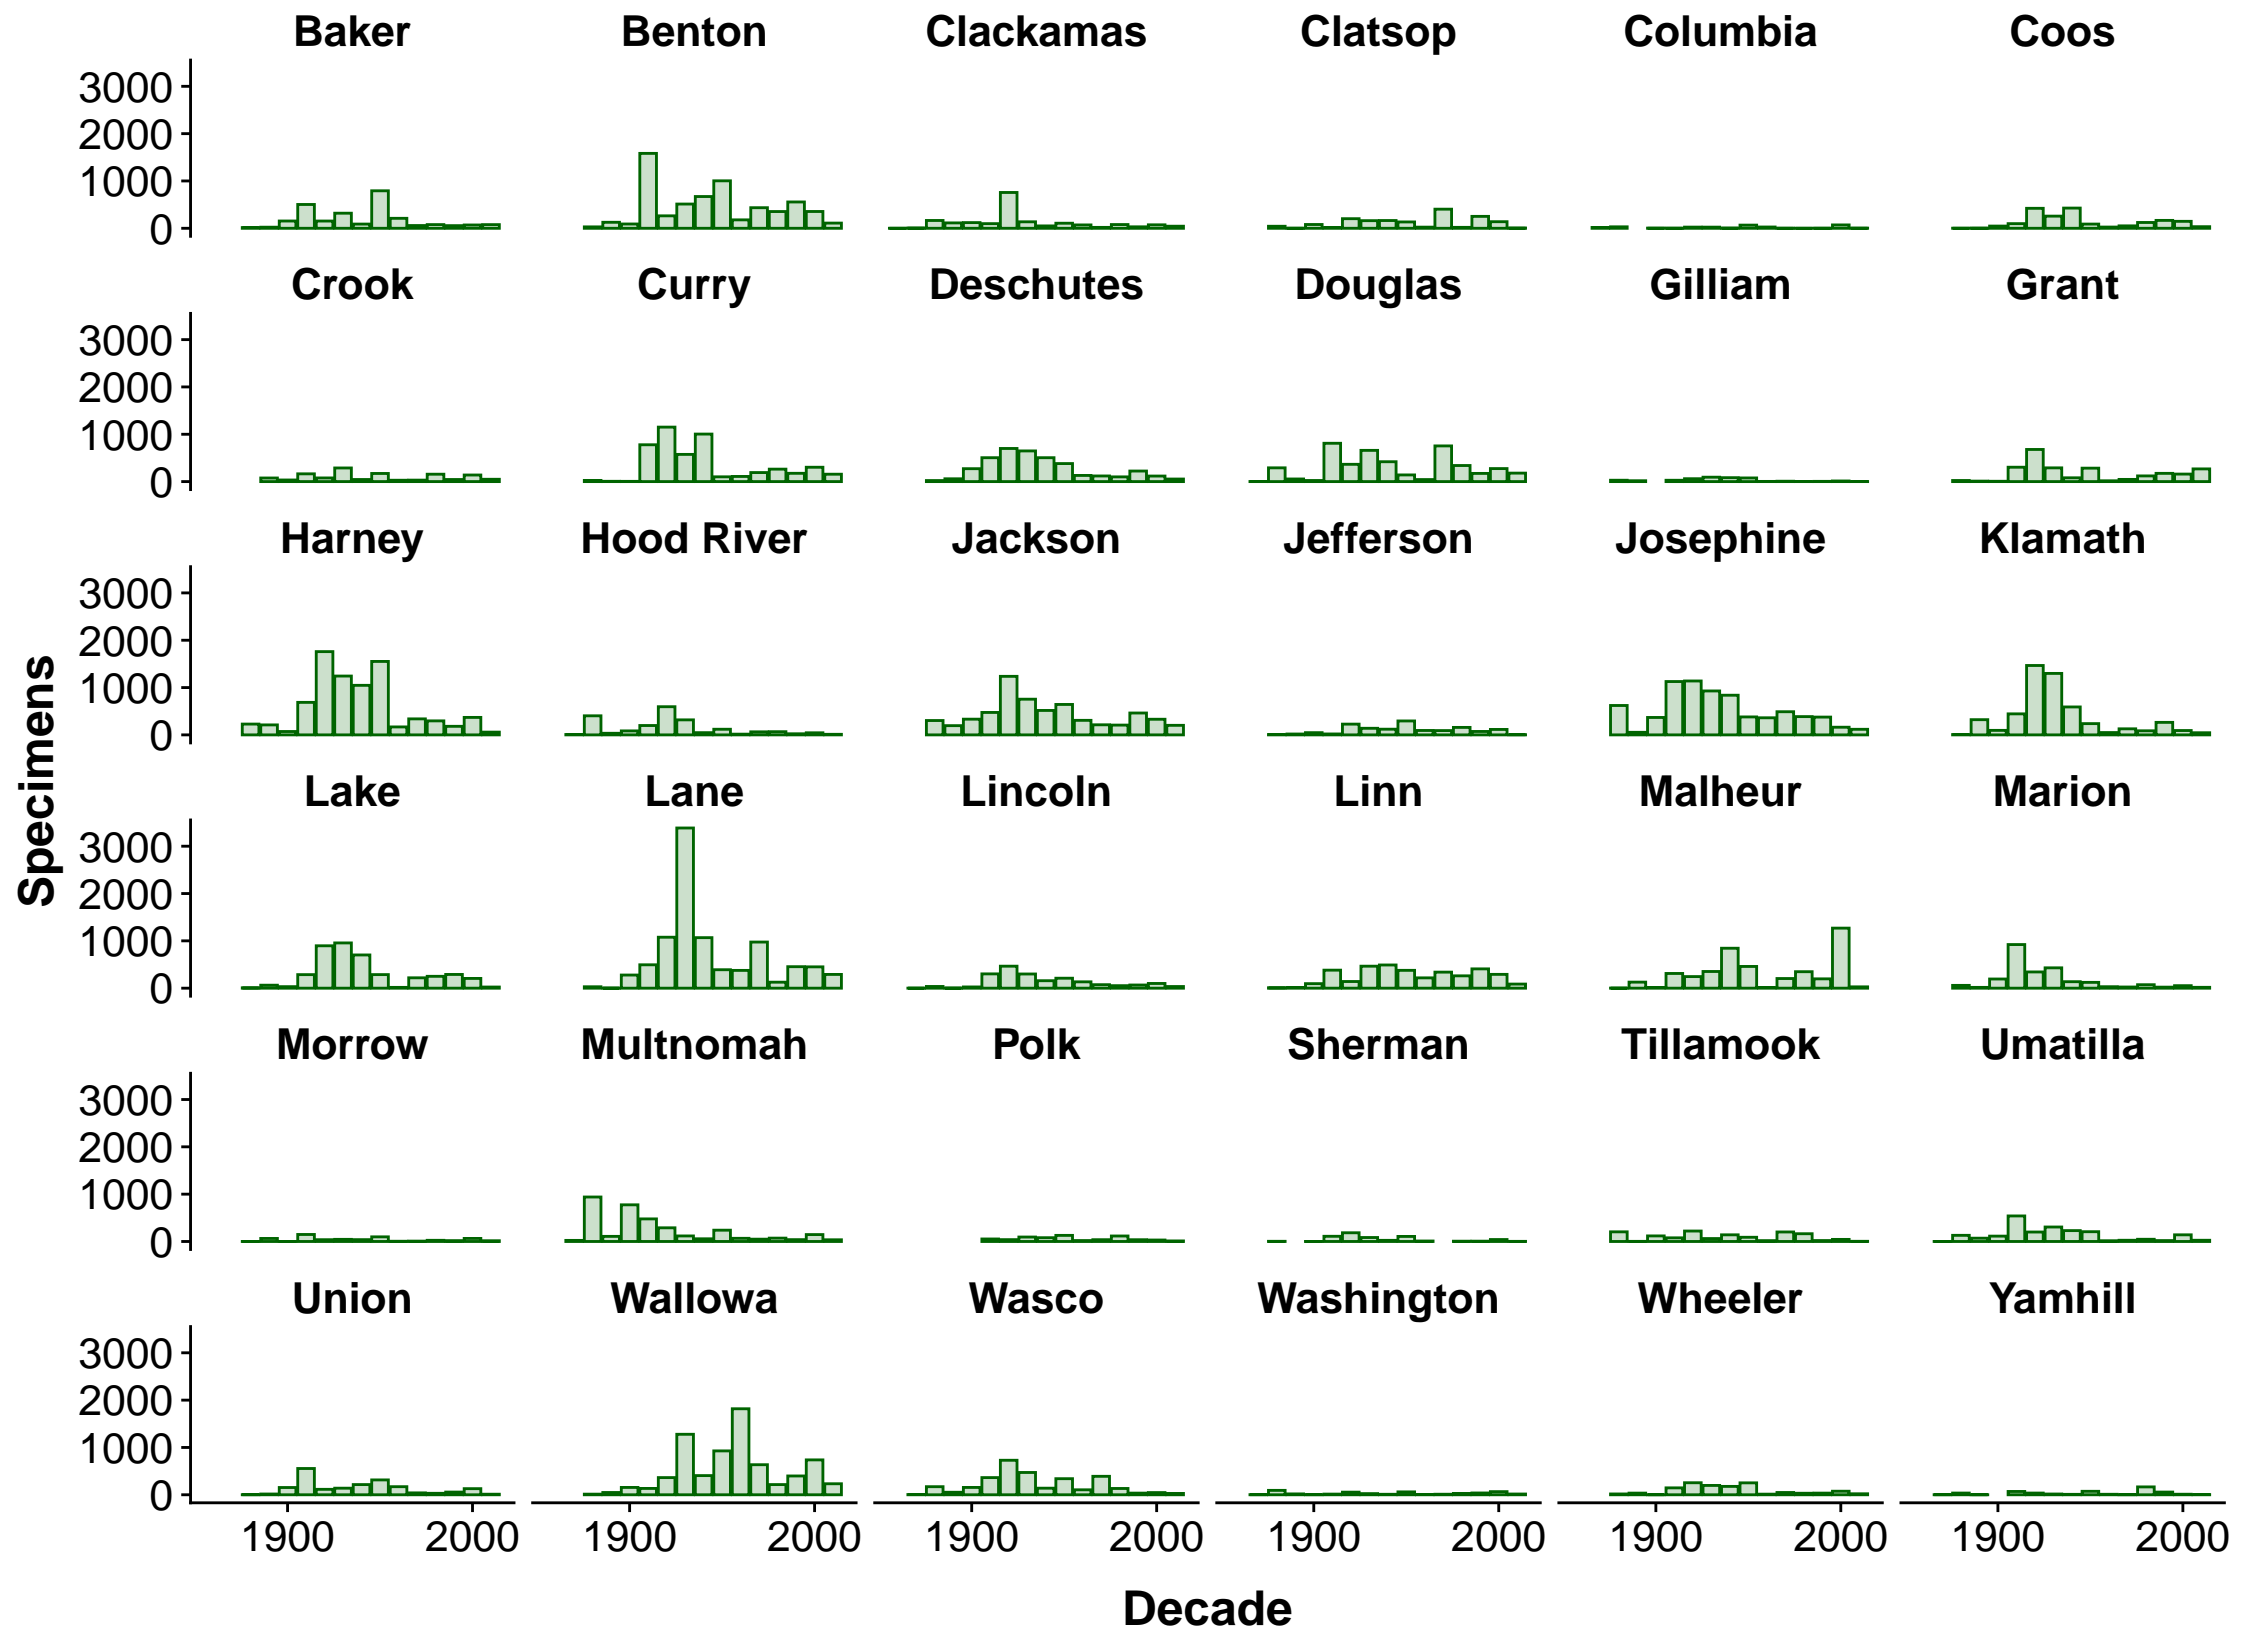 Baker Benton Clackamas Clatsop Columbia Coos
3000
2000
1000
0
Crook Curry Deschutes Douglas Gilliam Grant
3000
2000
1000
0
Harney Hood River Jackson Jefferson Josephine Klamath
3000
2000
1000
0
Specimens
Lake Lane Lincoln Linn Malheur Marion
3000
2000
1000
0
Morrow Multnomah Polk Sherman Tillamook Umatilla
3000
2000
1000
0
Union Wallowa Wasco Washington Wheeler Yamhill
3000
2000
1000
0
1900 2000 1900 2000 1900 2000 1900 2000 1900 2000 1900 2000
Decade